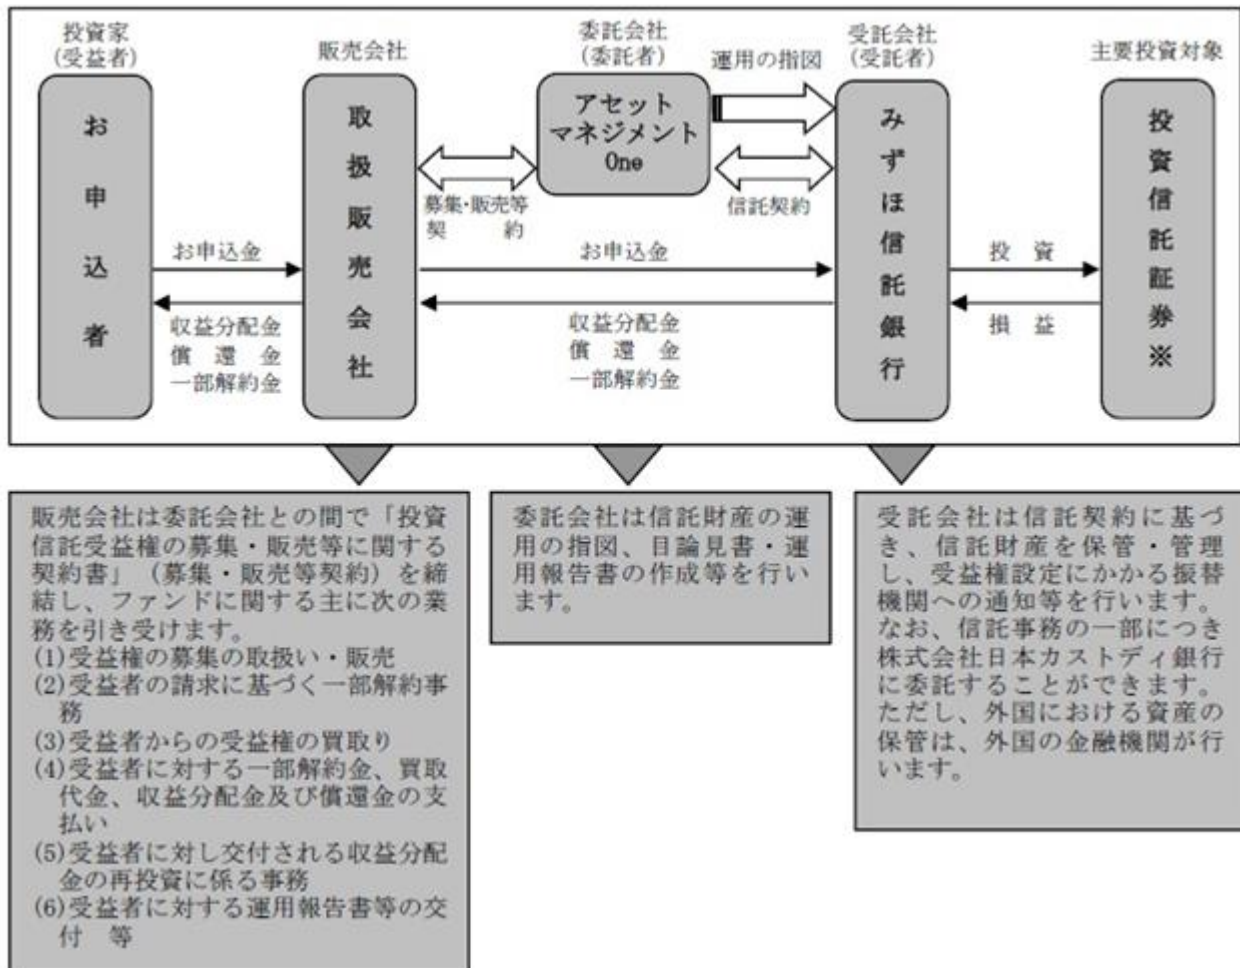 投資家
(受益者)
販売会社
委託会社
(委託者)
運用の指図
受託会社
(受託者)
主要投資対象
お申込者
取扱販売会社
アセット
マネジメント
One
みずほ信託銀行
投資信託証券※
募集・販売等
契　約
信託契約
お申込金
お申込金
投　資
収益分配金
償　還　金
一部解約金
収益分配金
償　還　金
一部解約金
損　益
販売会社は委託会社との間で「投資
信託受益権の募集・販売等に関する
契約書」（募集・販売等契約）を締
結し、ファンドに関する主に次の業
務を引き受けます。
(1)受益権の募集の取扱い・販売
(2)受益者の請求に基づく一部解約事
務
(3)受益者からの受益権の買取り
(4)受益者に対する一部解約金、買取
代金、収益分配金及び償還金の支
払い
(5)受益者に対し交付される収益分配
金の再投資に係る事務
(6)受益者に対する運用報告書等の交
付　等
委託会社は信託財産の運
用の指図、目論見書・運
用報告書の作成等を行い
ます。
受託会社は信託契約に基づ
き、信託財産を保管・管理
し、受益権設定にかかる振替
機関への通知等を行います。
なお、信託事務の一部につき
株式会社日本カストディ銀行
に委託することができます。
ただし、外国における資産の
保管は、外国の金融機関が行
います。